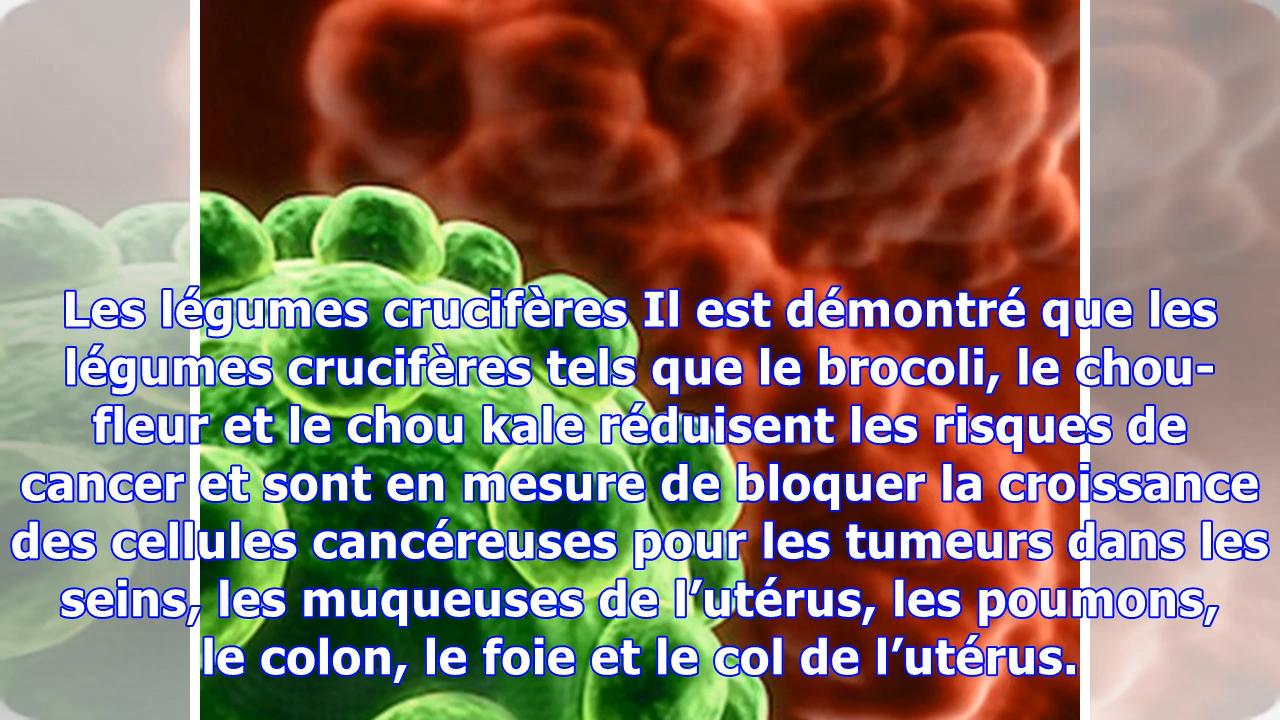 Les légumes crucifères Il est démontré que les
légumes crucifères tels que le brocoli, le chou-
fleur et le chou kale réduisent les risques de
cancer et sont en mesure de bloquer la croissance
des cellules cancéreuses pour les tumeurs dans les
seins, les muqueuses de l’utérus, les poumons,
le colon, le foie et le col de l’utérus.